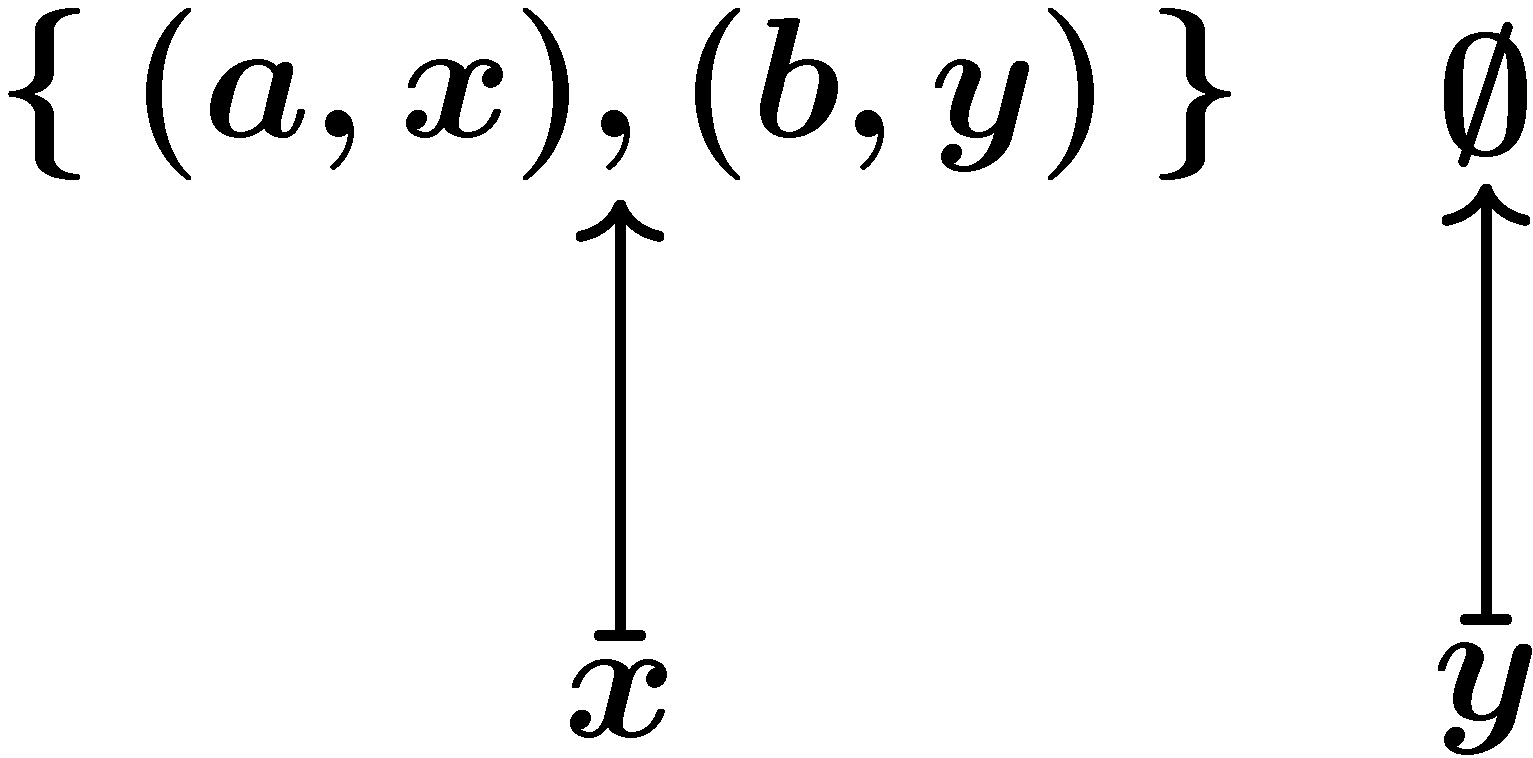 { (a, x), (b, y) } ∅
x y